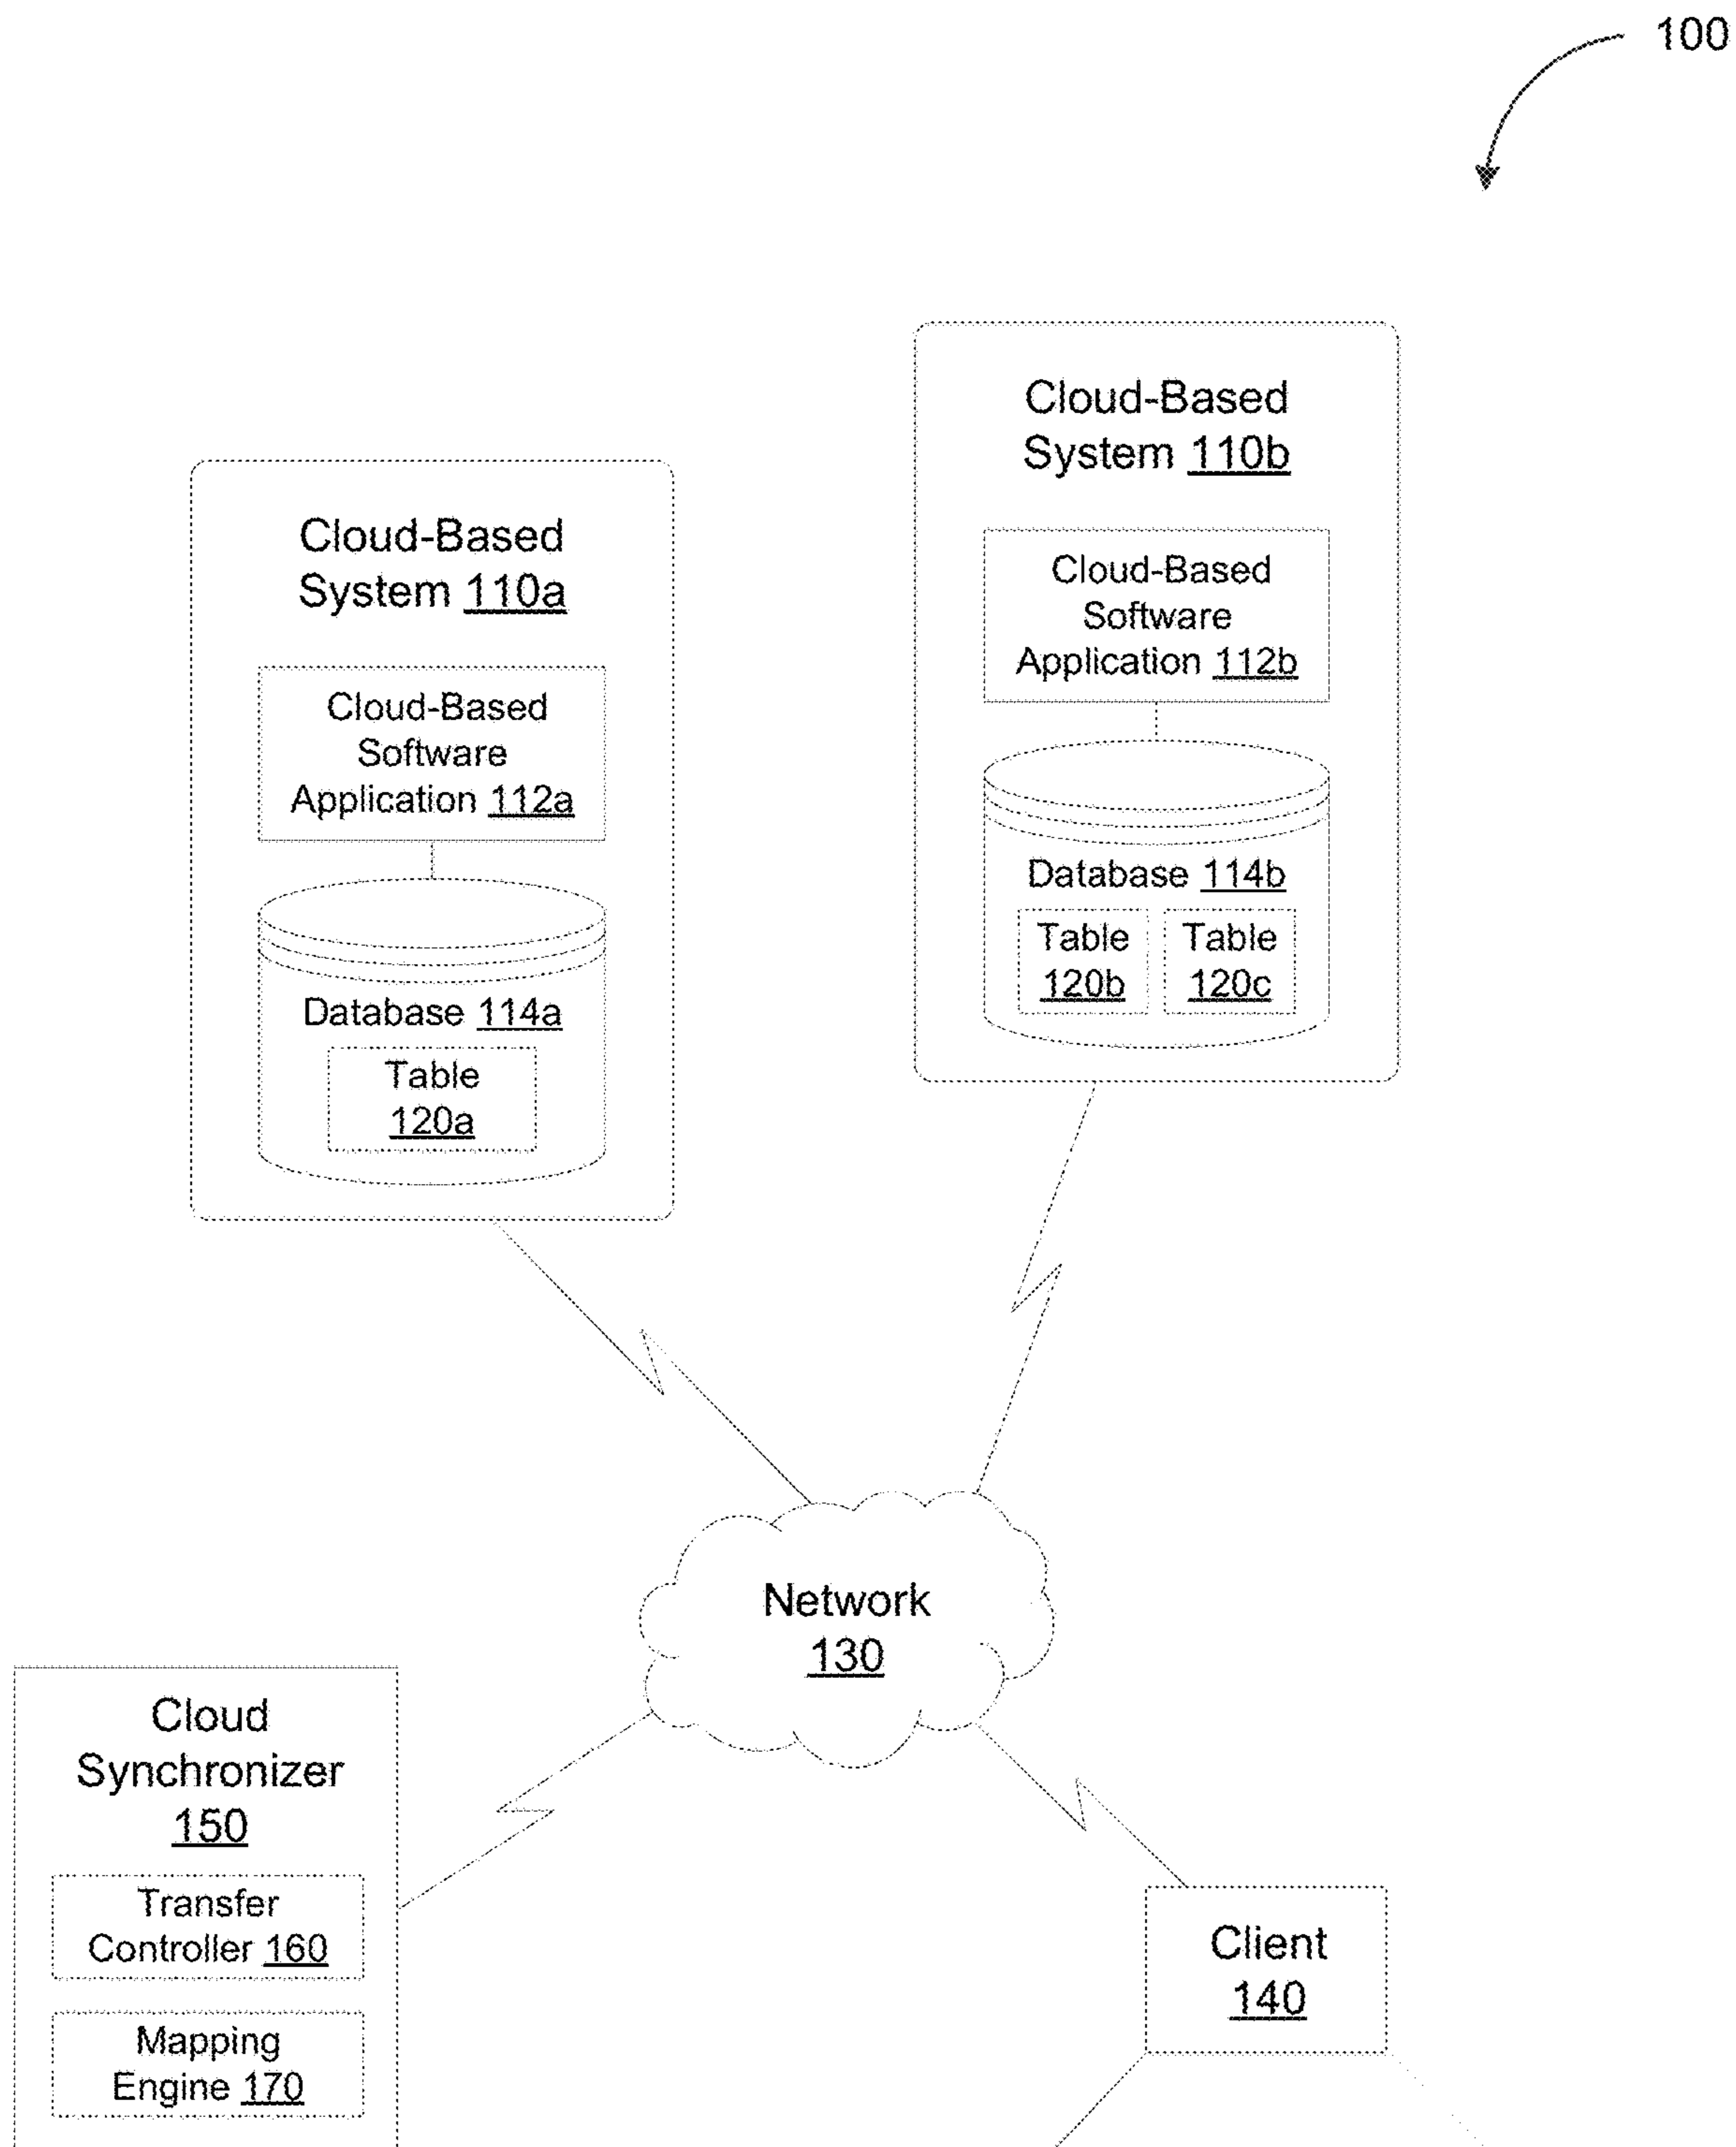 100
Cloud-Based
System 110a
Cloud-Based
Software
Application 112a
Database 114a
Table
120a
Cloud-Based
System 110b
Cloud-Based
Software
Application 112b
Database 114b
Table
120b
Table
120c
Network
130
Cloud
Synchronizer
150
Transfer
Controller 160
Mapping
Engine 170
Client
140